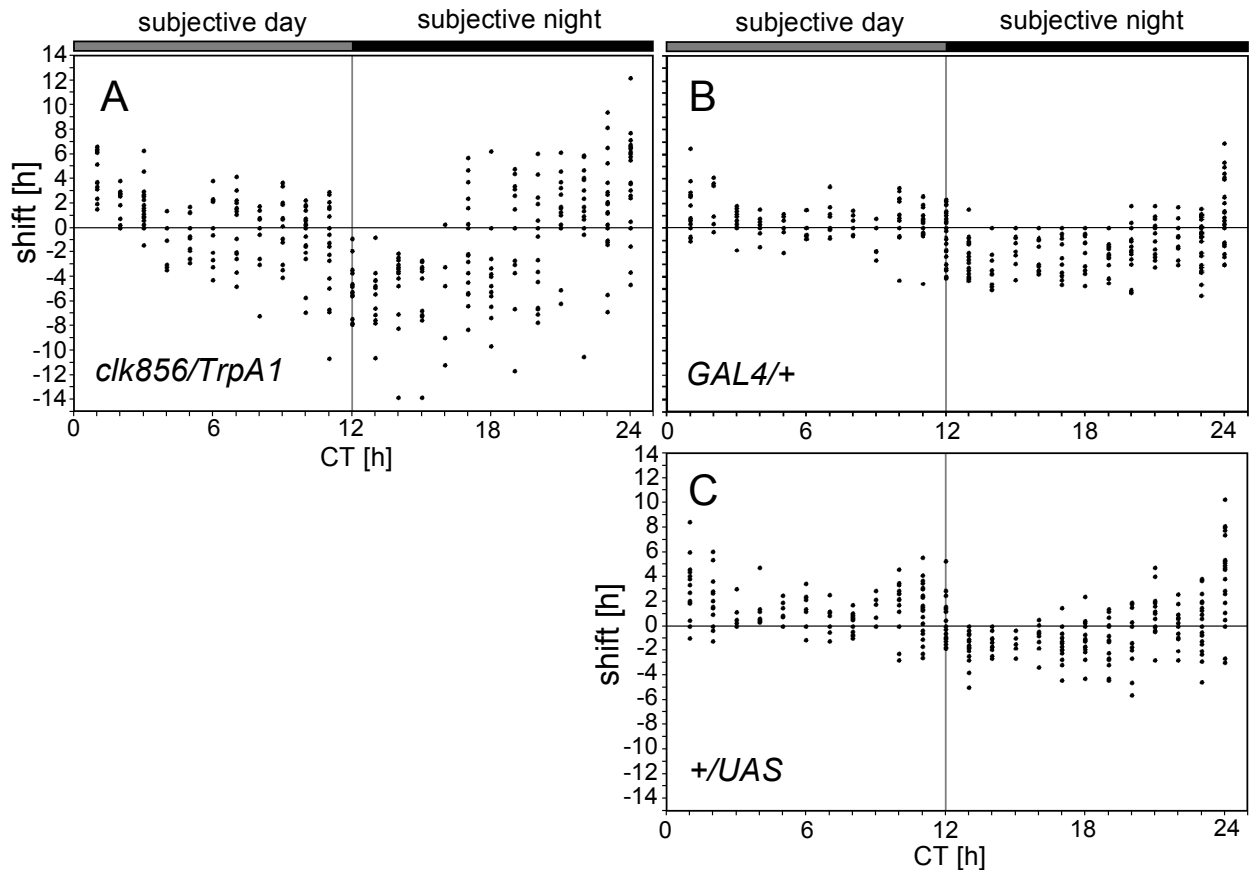 subjective day subjective night subjective day subjective night
A
14
12
10
8
6
4
2
0
-2
-4
-6
-8
-10
-12
-14
shift [h]
clk856/TrpA1
0 6 12 18 24
CT [h]
B
GAL4/+
0 6 12 18 24
C
14
12
10
8
6
4
2
0
-2
-4
-6
-8
-10
-12
-14
shift [h]
+/UAS
0 6 12 18 24
CT [h]